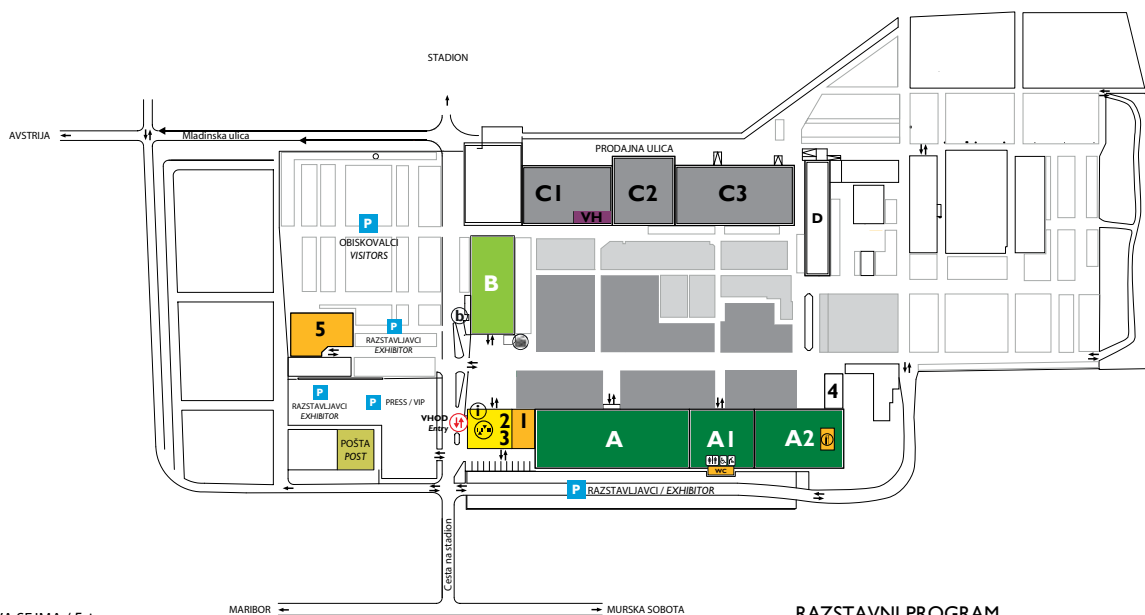 STADION
AVSTRIJA
Mladinska ulica
PRODAJNA ULICA
C1
C2
C3
VH
D
P
OBISKOVALCI
VISITORS
B
b
5
P
RAZSTAVLJAVCI
EXHIBITOR
4
P
RAZSTAVLJAVCI
EXHIBITOR
P PRESS / VIP
VHOD
Entry
i
2
3
1
A
A1
A2
WC
POŠTA
POST
P RAZSTAVLJAVCI / EXHIBITOR
Cesta na stadion
MARIBOR
MURSKA SOBOTA
RAZSTAVNI PROGRAM